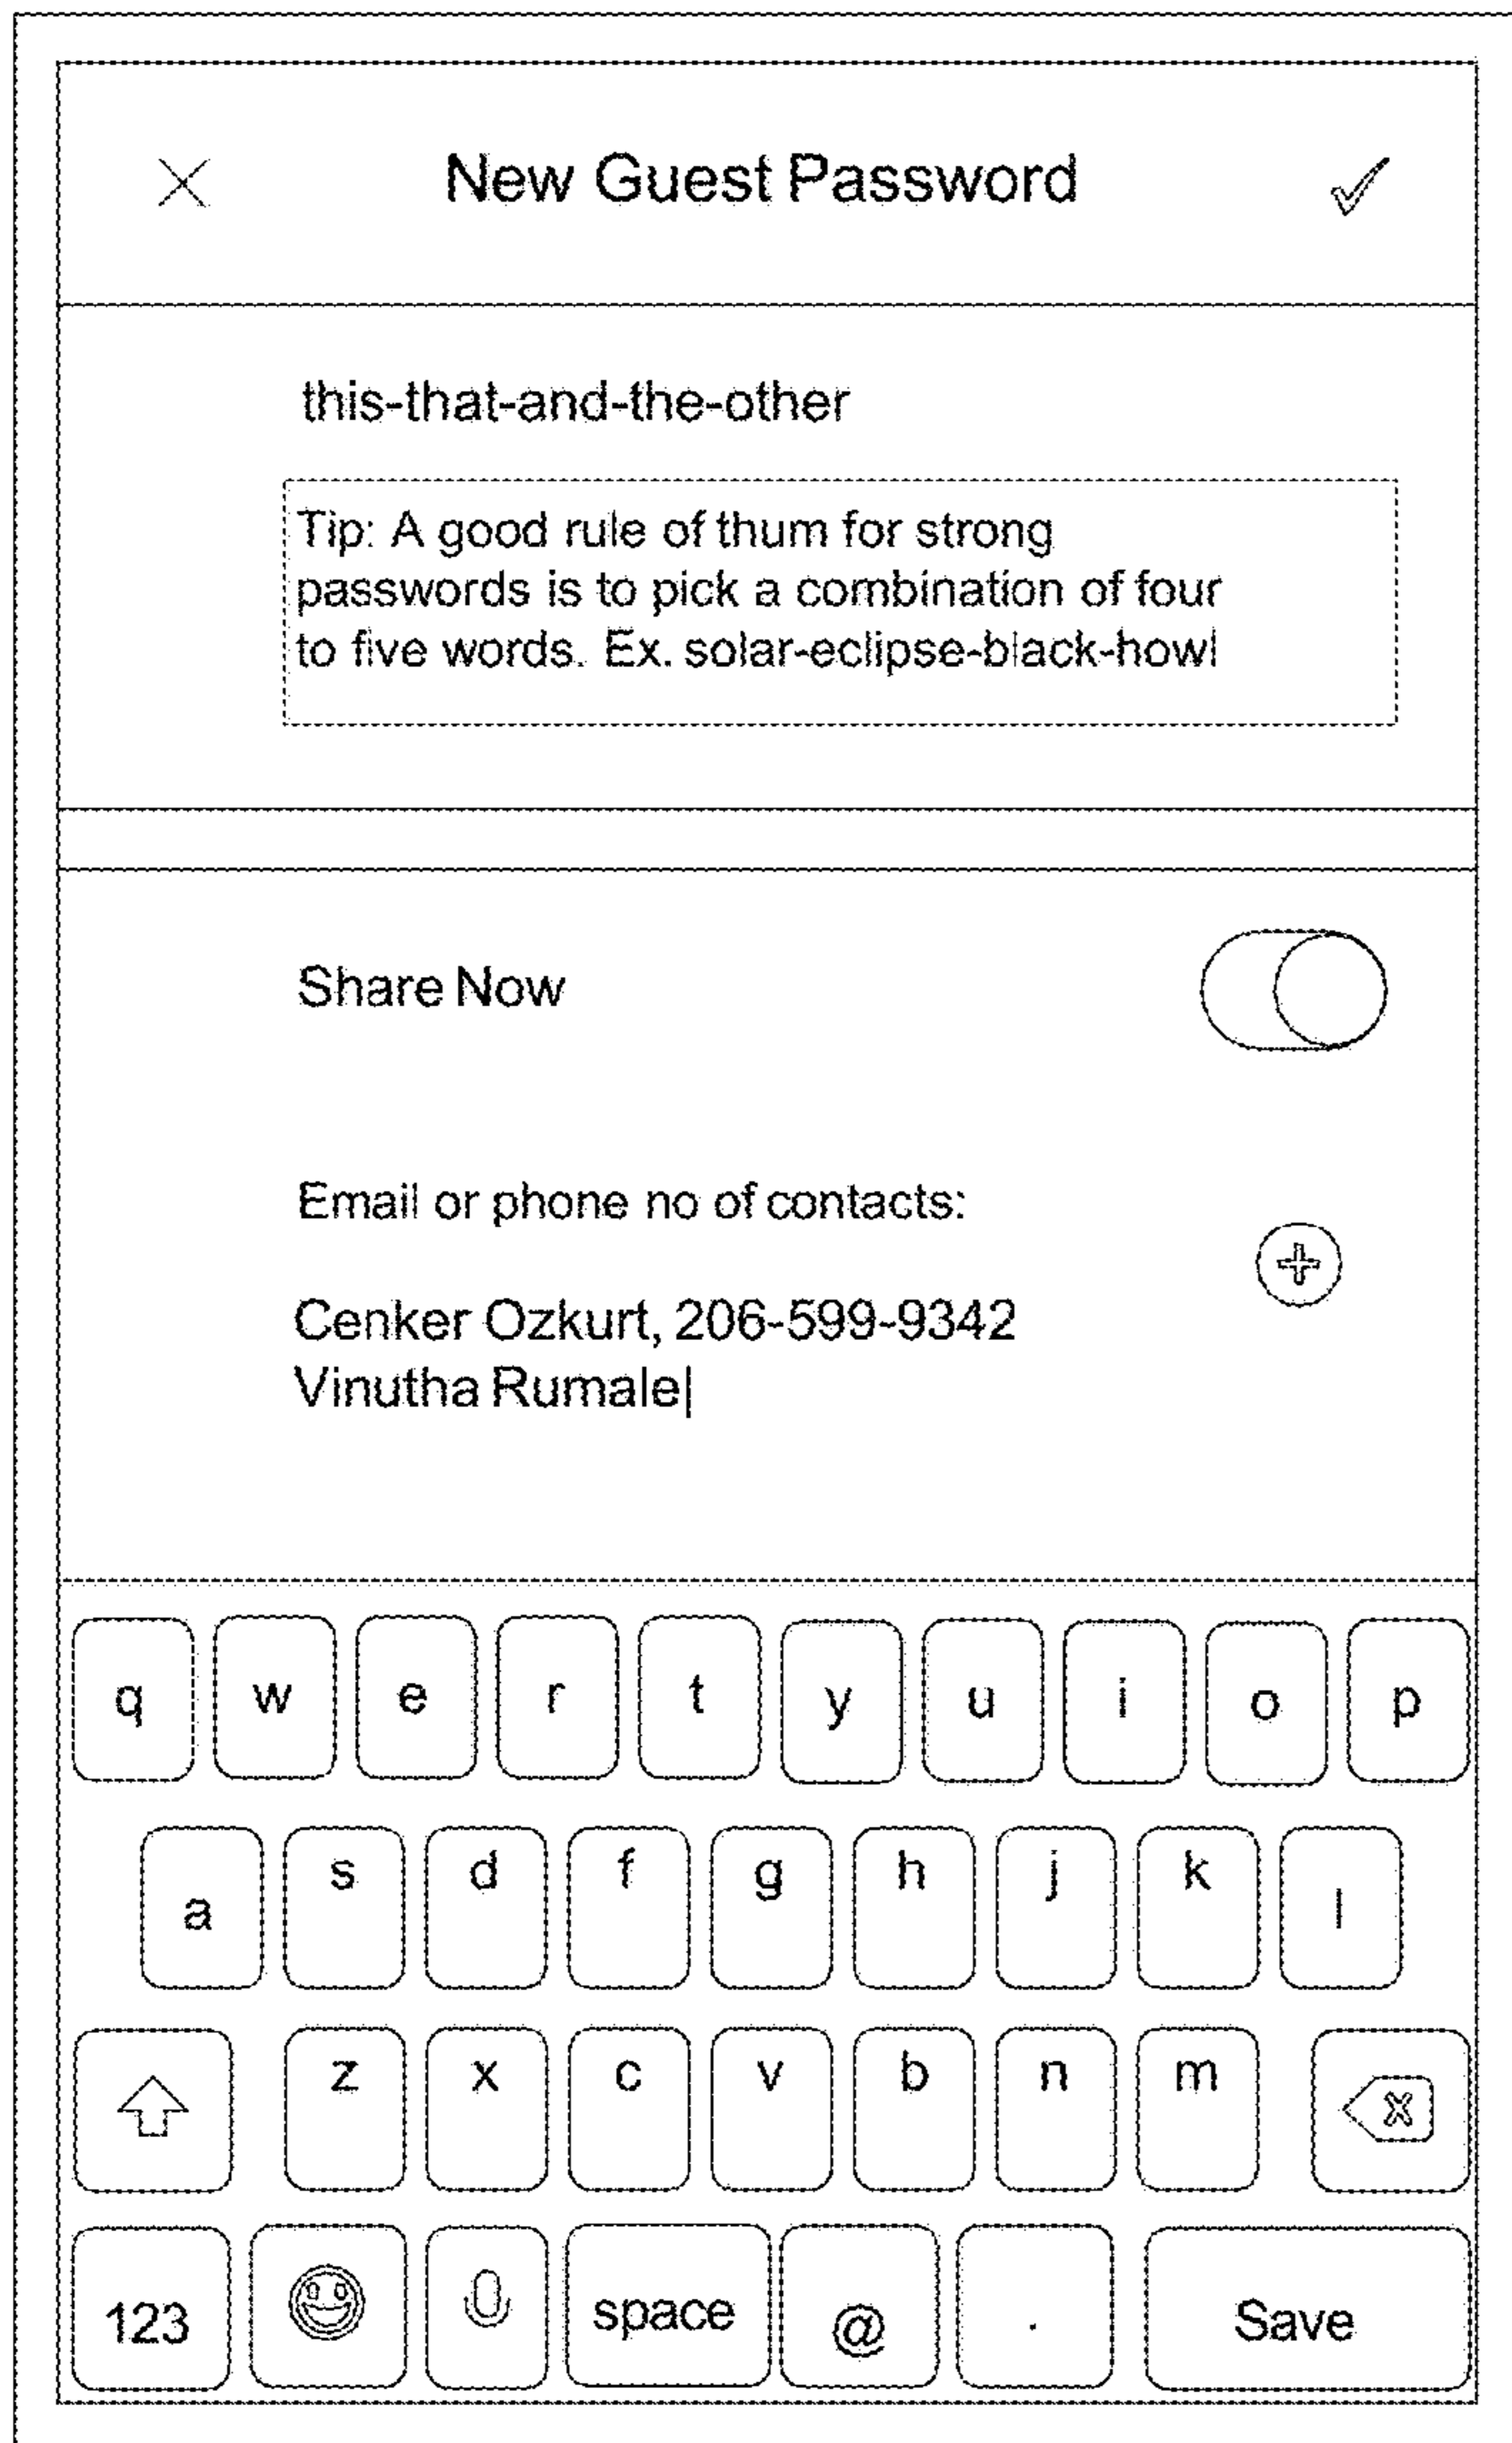 New Guest Password
this-that-and-the-other
Tip: A good rule of thum for strong
passwords is to pick a combination of four
to five words. Ex. solar-eclipse-black-howl
Share Now
Email or phone no of contacts:
Cenker Ozkurt, 206-599-9342
Vinutha Rumale
q w e r t y u i o p
a s d f g h j k l
z x c v b n m
123 space @ . Save